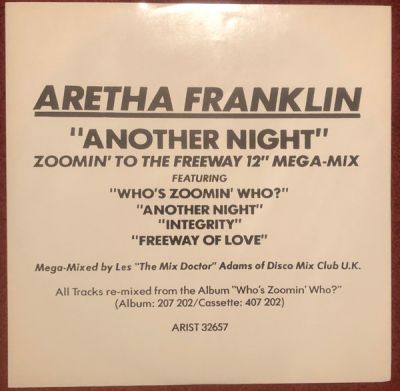 ARETHA FRANKLIN
"ANOTHER NIGHT"
ZOOMIN' TO THE FREEWAY 12" MEGA-MIX
FEATURING
"WHO'S ZOOMIN' WHO?"
"ANOTHER NIGHT"
"INTEGRITY"
"FREEWAY OF LOVE"
Mega-Mixed by Les "The Mix Doctor" Adams of Disco Mix Club U.K.
All Tracks re-mixed from the Album "Who's Zoomin' Who?"
(Album: 207 202/Cassette: 407 202)
ARIST 32657